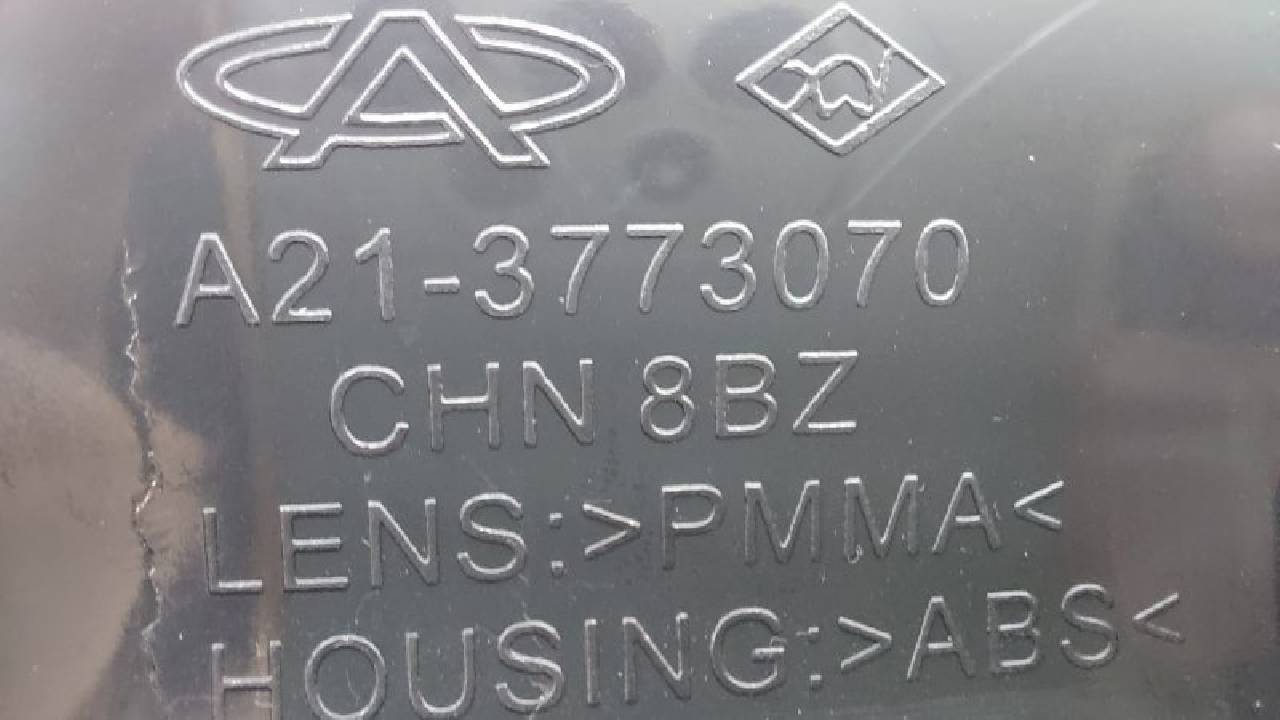 A21-3773070
CHN 8BZ
LENS:>PMMA<
HOUSING:>ABS<